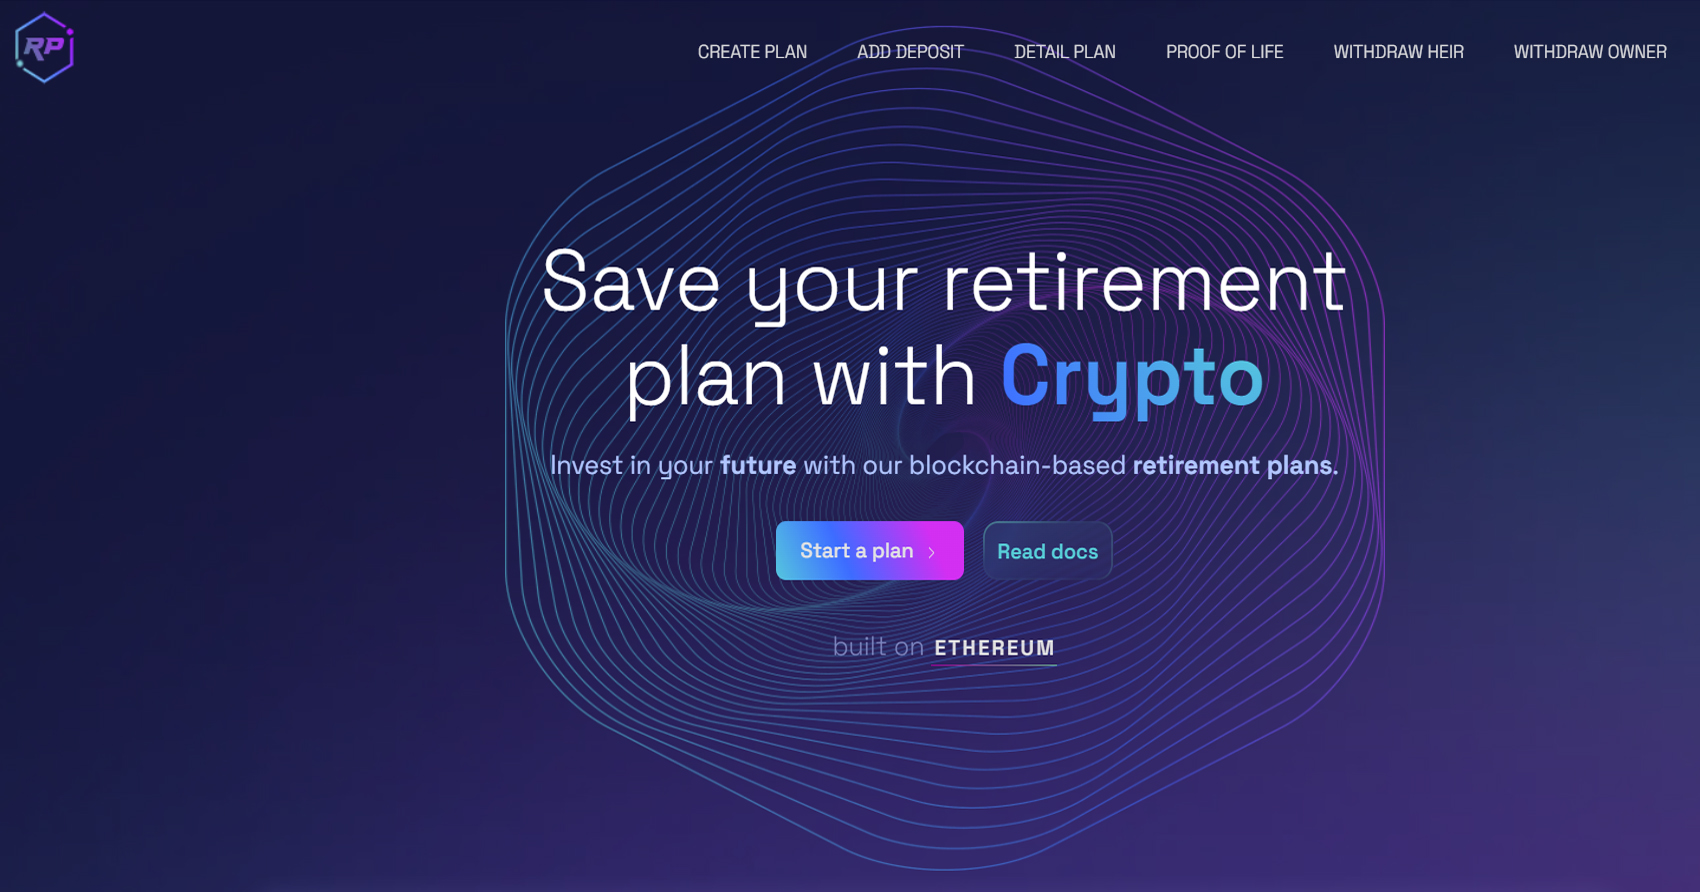 RP
CREATE PLAN
ADD DEPOSIT
DETAIL PLAN
PROOF OF LIFE
WITHDRAW HEIR
WITHDRAW OWNER
Save your retirement
plan with Crypto
Invest in your future with our blockchain-based retirement plans.
Start a plan
Read docs
built on ETHEREUM